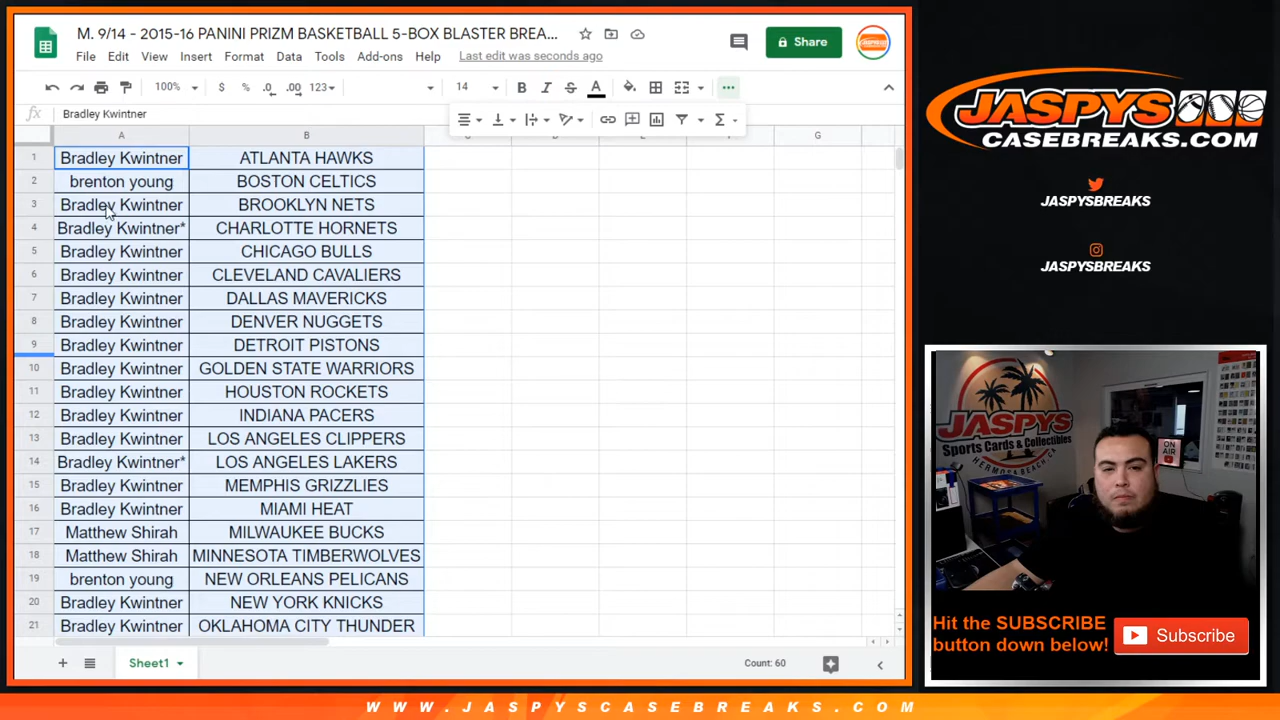 M. 9/14 - 2015-16 PANINI PRIZM BASKETBALL 5-BOX BLASTER BREA...
Share
File Edit View Insert Format Data Tools Add-ons Help Last edit was seconds ago
100% $ % .0 .00 123 14 B I S A
fx Bradley Kwintner
A B G
1 Bradley Kwintner ATLANTA HAWKS
2 brenton young BOSTON CELTICS
3 Bradley Kwintner BROOKLYN NETS
4 Bradley Kwintner* CHARLOTTE HORNETS
5 Bradley Kwintner CHICAGO BULLS
6 Bradley Kwintner CLEVELAND CAVALIERS
7 Bradley Kwintner DALLAS MAVERICKS
8 Bradley Kwintner DENVER NUGGETS
9 Bradley Kwintner DETROIT PISTONS
10 Bradley Kwintner GOLDEN STATE WARRIORS
11 Bradley Kwintner HOUSTON ROCKETS
12 Bradley Kwintner INDIANA PACERS
13 Bradley Kwintner LOS ANGELES CLIPPERS
14 Bradley Kwintner* LOS ANGELES LAKERS
15 Bradley Kwintner MEMPHIS GRIZZLIES
16 Bradley Kwintner MIAMI HEAT
17 Matthew Shirah MILWAUKEE BUCKS
18 Matthew Shirah MINNESOTA TIMBERWOLVES
19 brenton young NEW ORLEANS PELICANS
20 Bradley Kwintner NEW YORK KNICKS
21 Bradley Kwintner OKLAHOMA CITY THUNDER
Sheet1
Count: 60
JASPYS
CASEBREAKS.COM
JASPYSBREAKS
JASPYSBREAKS
JASPYS
Sports Cards & Collectibles
HERMOSA BEACH, CA
ON AIR
Hit the SUBSCRIBE
button down below!
Subscribe
WWW.JASPYSCASEBREAKS.COM